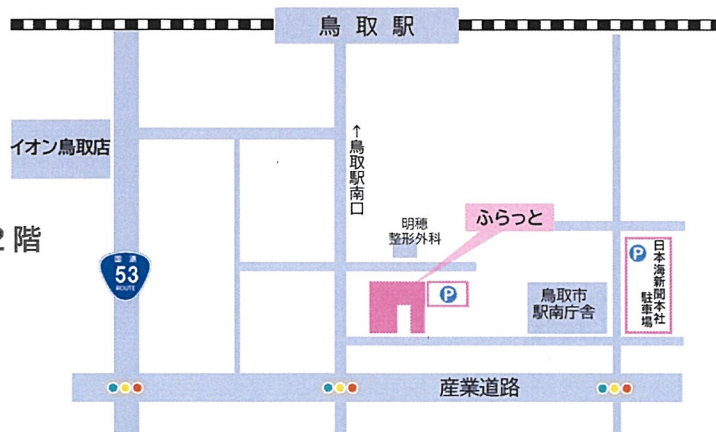 鳥取駅
イオン鳥取店
↑鳥取駅南口
明穂
整形外科
ふらっと
2階
国道
53
ROUTE
P
鳥取市
駅南庁舎
P
日本海新聞本社
駐車場
産業道路